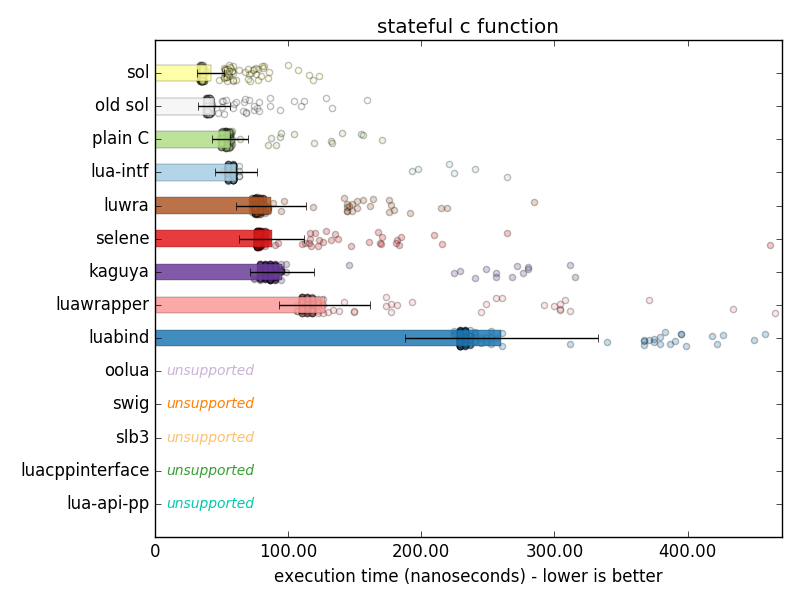 stateful c function
sol
old sol
plain C
lua-intf
luwra
selene
kaguya
luawrapper
luabind
oolua unsupported
swig unsupported
slb3 unsupported
luacppinterface unsupported
lua-api-pp unsupported
0 100.00 200.00 300.00 400.00
execution time (nanoseconds) - lower is better